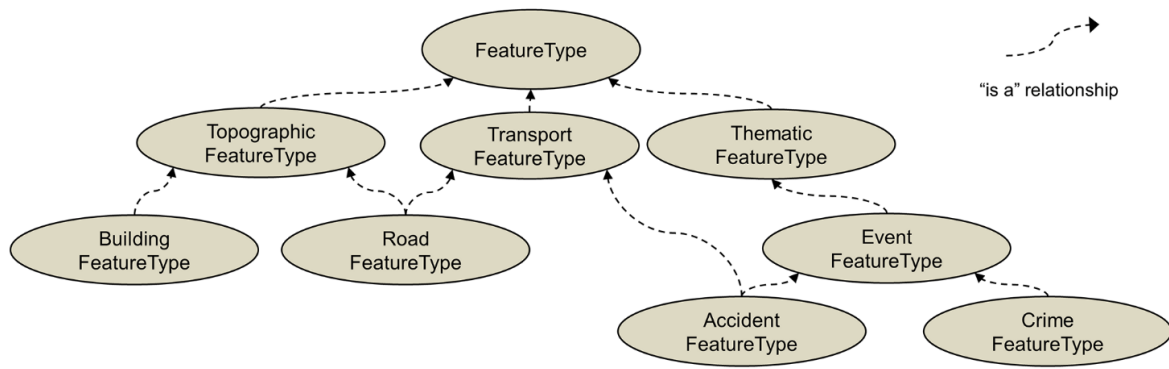 FeatureType
"is a" relationship
Topographic
FeatureType
Transport
FeatureType
Thematic
FeatureType
Building
FeatureType
Road
FeatureType
Event
FeatureType
Accident
FeatureType
Crime
FeatureType